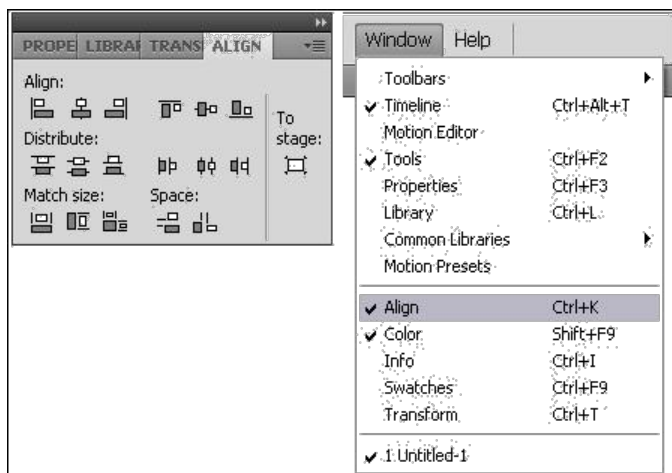 PROPE LIBRAI TRANS ALIGN
Align:
Distribute:
Match size: Space:
To
stage:
Window Help
Toolbars
Timeline Ctrl+Alt+T
Motion Editor
Tools Ctrl+F2
Properties Ctrl+F3
Library Ctrl+L
Common Libraries
Motion Presets
Align Ctrl+K
Color Shift+F9
Info Ctrl+I
Swatches Ctrl+F9
Transform Ctrl+T
1 Untitled-1